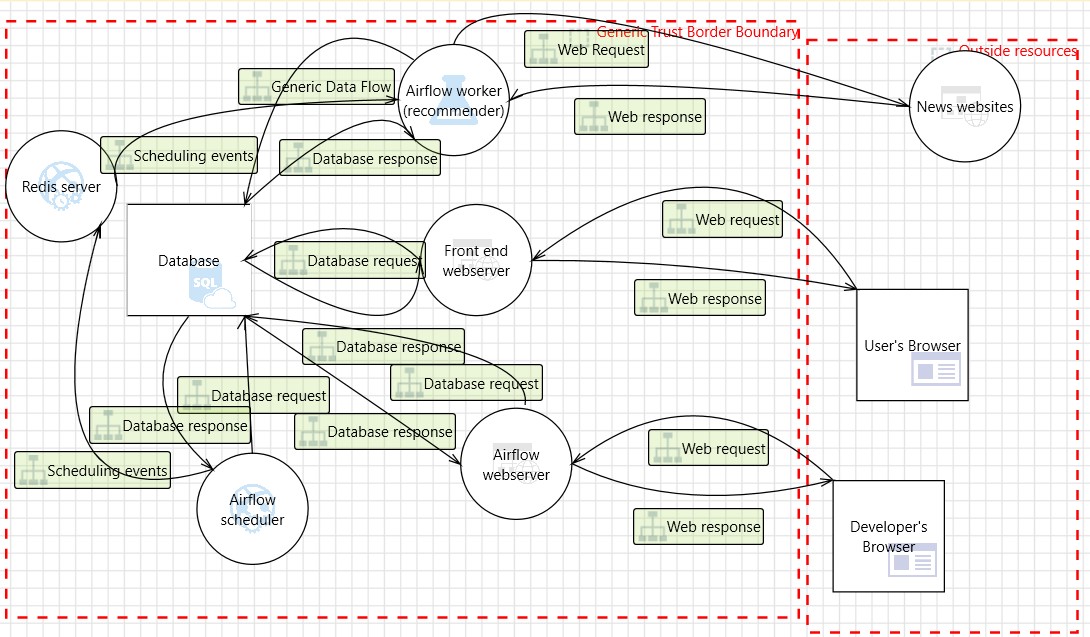 Generic Trust Border Boundary
Outside resources
Web Request
Generic Data Flow
Airflow worker
(recommender)
News websites
Web response
Scheduling events
Database response
Redis server
Web request
Database
SQL
Database request
Front end
webserver
Web response
Database response
User's Browser
Database request
Database request
Database response
Database response
Web request
Scheduling events
Airflow
webserver
Airflow
scheduler
Web response
Developer's
Browser